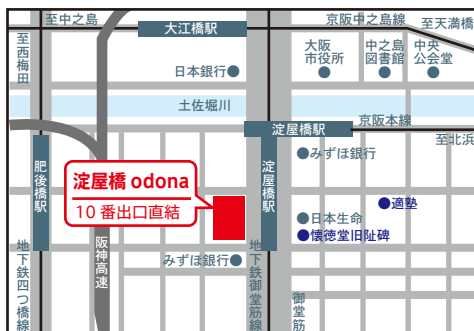 至中之島
大江橋駅
京阪中之島線
至天満橋
至西梅田
日本銀行
大阪
市役所
中之島
図書館
中央
公会堂
土佐堀川
淀屋橋駅
京阪本線
至北浜
肥後橋駅
淀屋橋 odona
10 番出口直結
淀屋橋駅
みずほ銀行
適塾
日本生命
懐徳堂旧趾碑
阪神高速
みずほ銀行
地下鉄四つ橋線
地下鉄御堂筋線
御堂筋